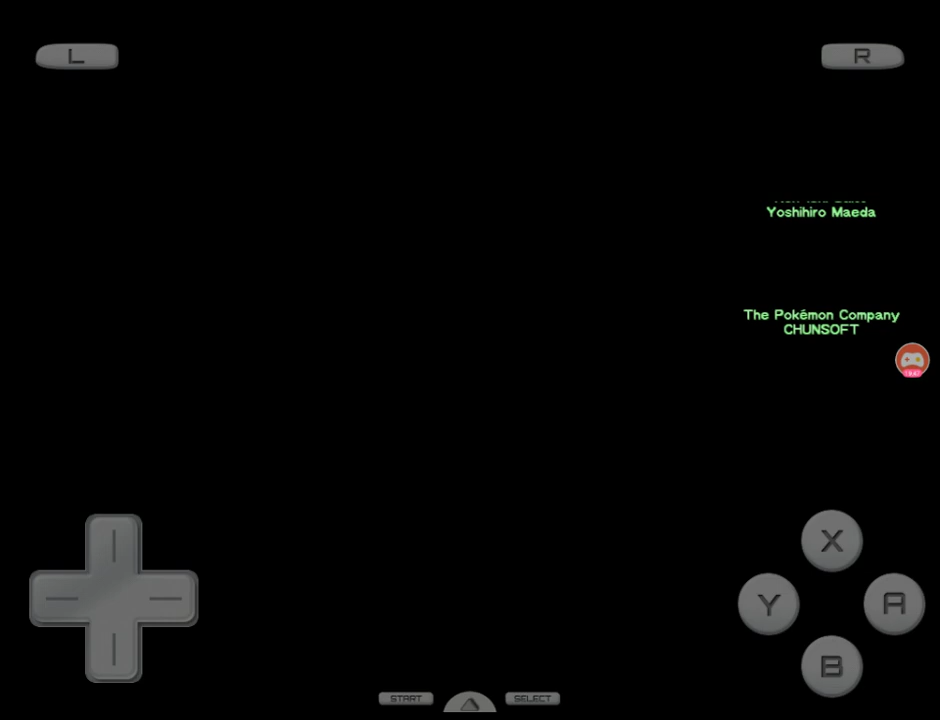 L
R
Yoshihiro Maeda
The Pokémon Company
CHUNSOFT
X
Y
A
B
START
SELECT